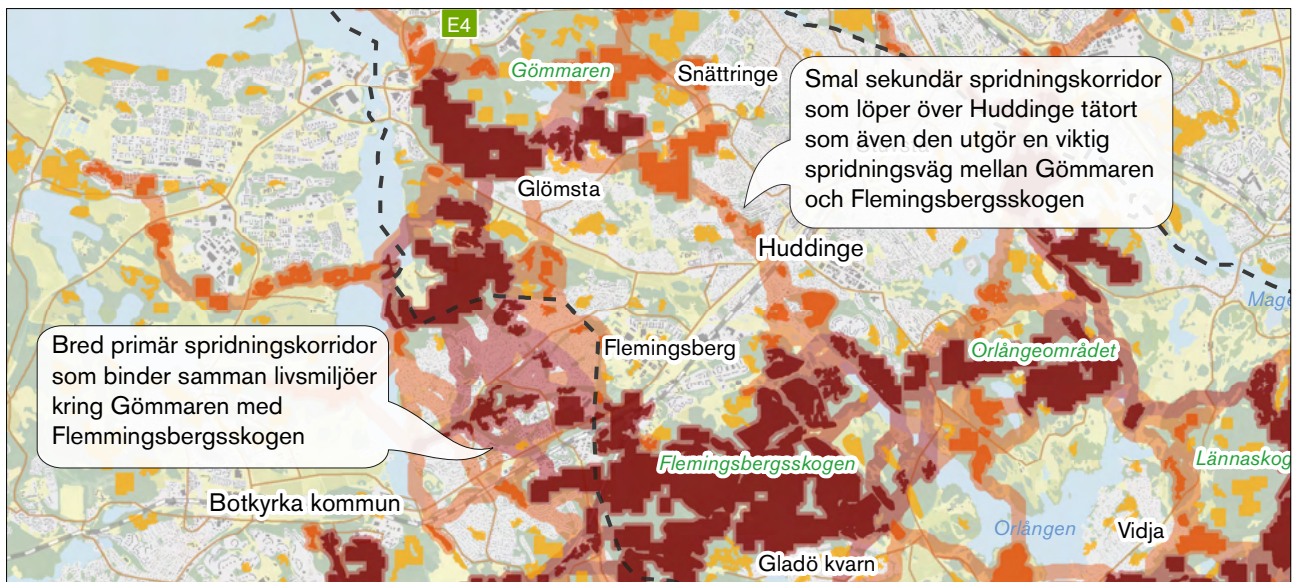 E4
Gömmaren
Snättringe
Smal sekundär spridningskorridor
som löper över Huddinge tätort
som även den utgör en viktig
spridningsväg mellan Gömmaren
och Flemingsbergsskogen
Glömsta
Huddinge
Bred primär spridningskorridor
som binder samman livsmiljöer
kring Gömmaren med
Flemmingsbergsskogen
Flemingsberg
Orlångeområdet
Mage
Flemingsbergsskogen
Lännaskog
Botkyrka kommun
Orlången
Vidja
Gladö kvarn